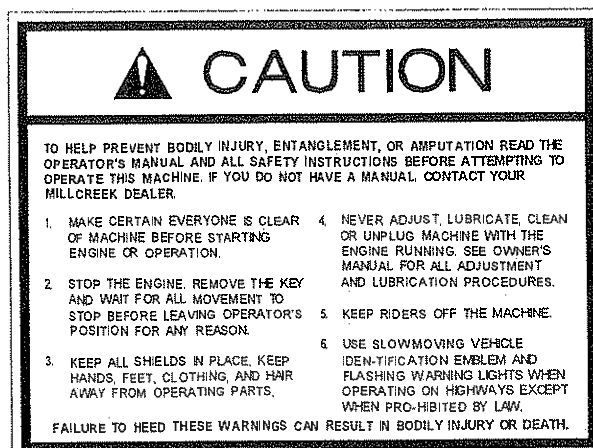 CAUTION
TO HELP PREVENT BODILY INJURY, ENTANGLEMENT, OR AMPUTATION READ THE
OPERATOR'S MANUAL AND ALL SAFETY INSTRUCTIONS BEFORE ATTEMPTING TO
OPERATE THIS MACHINE. IF YOU DO NOT HAVE A MANUAL, CONTACT YOUR
MILLCREEK DEALER.
1. MAKE CERTAIN EVERYONE IS CLEAR
OF MACHINE BEFORE STARTING
ENGINE OR OPERATION.
2. STOP THE ENGINE. REMOVE THE KEY
AND WAIT FOR ALL MOVEMENT TO
STOP BEFORE LEAVING OPERATOR'S
POSITION FOR ANY REASON.
3. KEEP ALL SHIELDS IN PLACE, KEEP
HANDS, FEET, CLOTHING, AND HAIR
AWAY FROM OPERATING PARTS.
4. NEVER ADJUST, LUBRICATE, CLEAN
OR UNPLUG MACHINE WITH THE
ENGINE RUNNING. SEE OWNER'S
MANUAL FOR ALL ADJUSTMENT
AND LUBRICATION PROCEDURES.
5. KEEP RIDERS OFF THE MACHINE.
6. USE SLOWMOVING VEHICLE
IDEN-TIFICATION EMBLEM AND
FLASHING WARNING LIGHTS WHEN
OPERATING ON HIGHWAYS EXCEPT
WHEN PRO-HIBITED BY LAW.
FAILURE TO HEED THESE WARNINGS CAN RESULT IN BODILY INJURY OR DEATH.